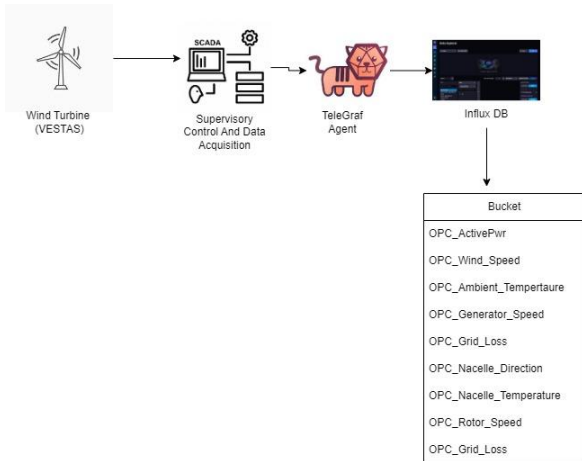 SCADA
Wind Turbine
(VESTAS)
Supervisory
Control And Data
Acquisition
TeleGraf
Agent
Influx DB
Bucket
OPC_ActivePwr
OPC_Wind_Speed
OPC_Ambient_Tempertaure
OPC_Generator_Speed
OPC_Grid_Loss
OPC_Nacelle_Direction
OPC_Nacelle_Temperature
OPC_Rotor_Speed
OPC_Grid_Loss